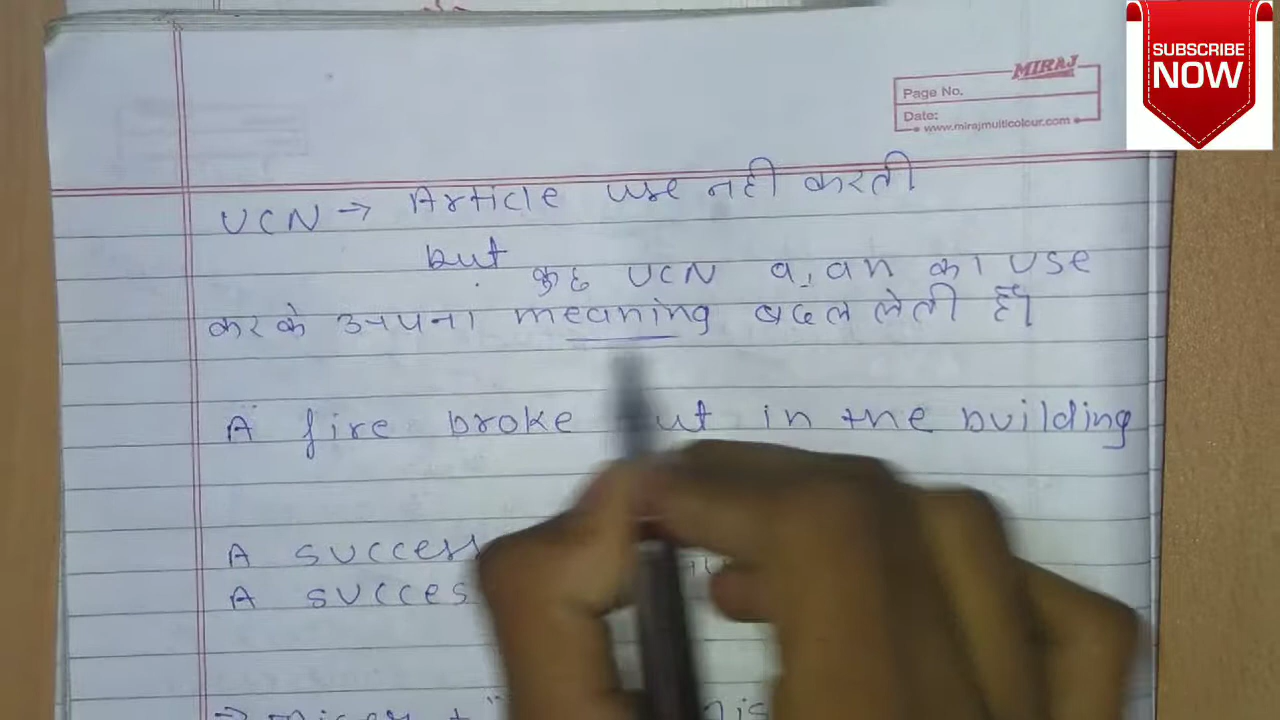 SUBSCRIBE
NOW
MIRAJ
Page No.
Date:
www.mirajmulticolour.com
UCN → Article use नही करती
but
कुछ UCN a, an का use
करके अपना meaning बदल लेती हैं
A fire broke out in the building
A success
A succes